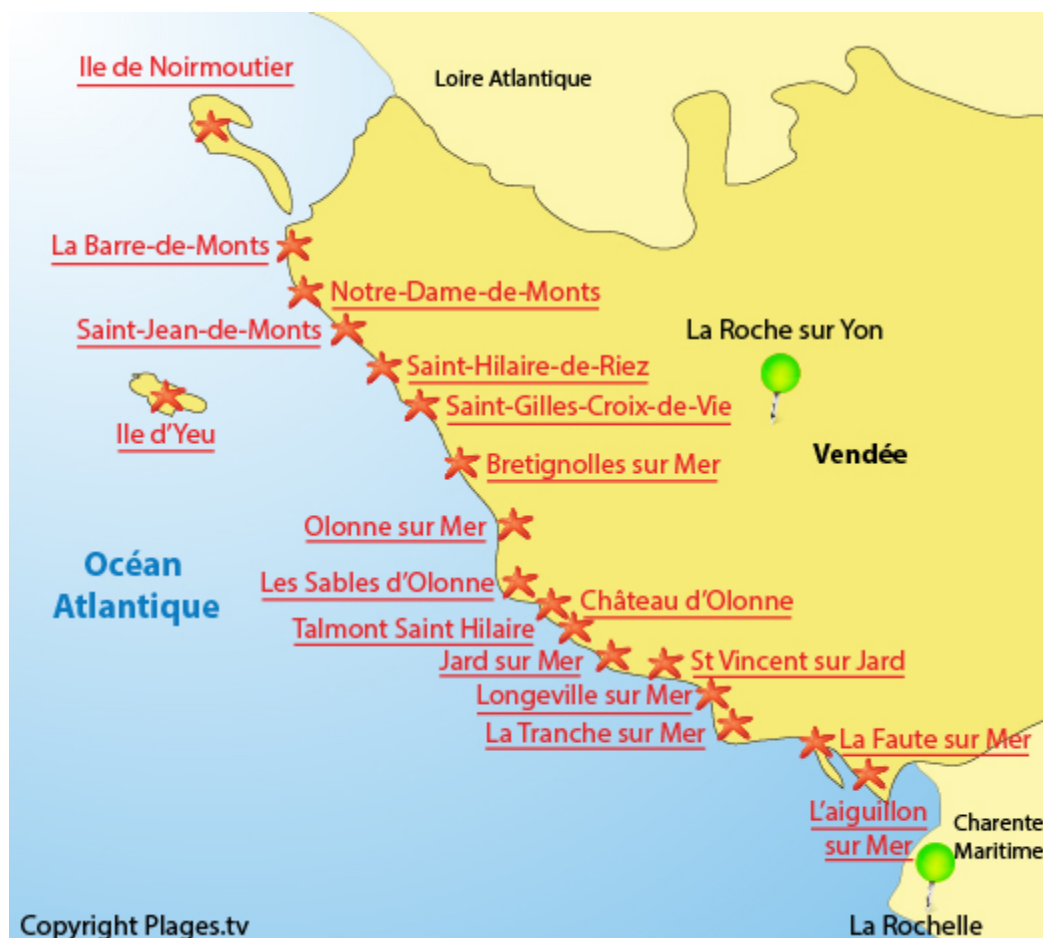 Ile de Noirmoutier
Loire Atlantique
La Barre-de-Monts
Notre-Dame-de-Monts
Saint-Jean-de-Monts
La Roche sur Yon
Saint-Hilaire-de-Riez
Saint-Gilles-Croix-de-Vie
Ile d'Yeu
Vendée
Bretignolles sur Mer
Olonne sur Mer
Océan
Atlantique
Les Sables d'Olonne
Château d'Olonne
Talmont Saint Hilaire
Jard sur Mer
St Vincent sur Jard
Longeville sur Mer
La Tranche sur Mer
La Faute sur Mer
L'aiguillon
sur Mer
Charente
Maritime
La Rochelle
Copyright Plages.tv